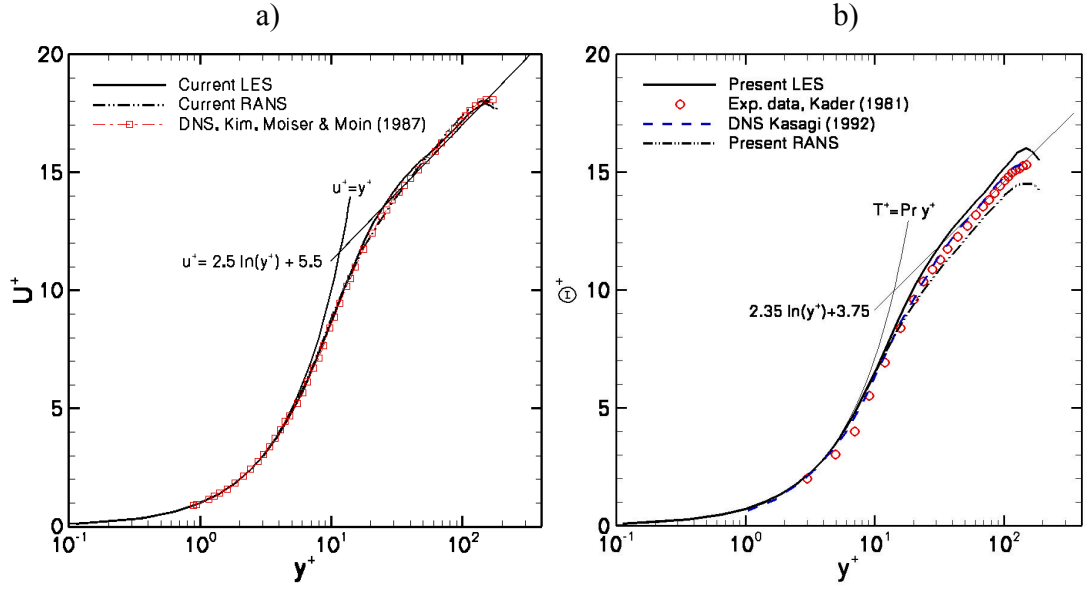 a)
b)
20
15
10
5
0
U⁺
Current LES
Current RANS
DNS, Kim, Moiser & Moin (1987)
u⁺=y⁺
u⁺= 2.5 ln(y⁺) + 5.5
10⁻¹
10⁰
10¹
10²
y⁺
20
15
10
5
0
Θ⁺
Present LES
Exp. data, Kader (1981)
DNS Kasagi (1992)
Present RANS
T⁺=Pr y⁺
2.35 ln(y⁺)+3.75
10⁻¹
10⁰
10¹
10²
y⁺